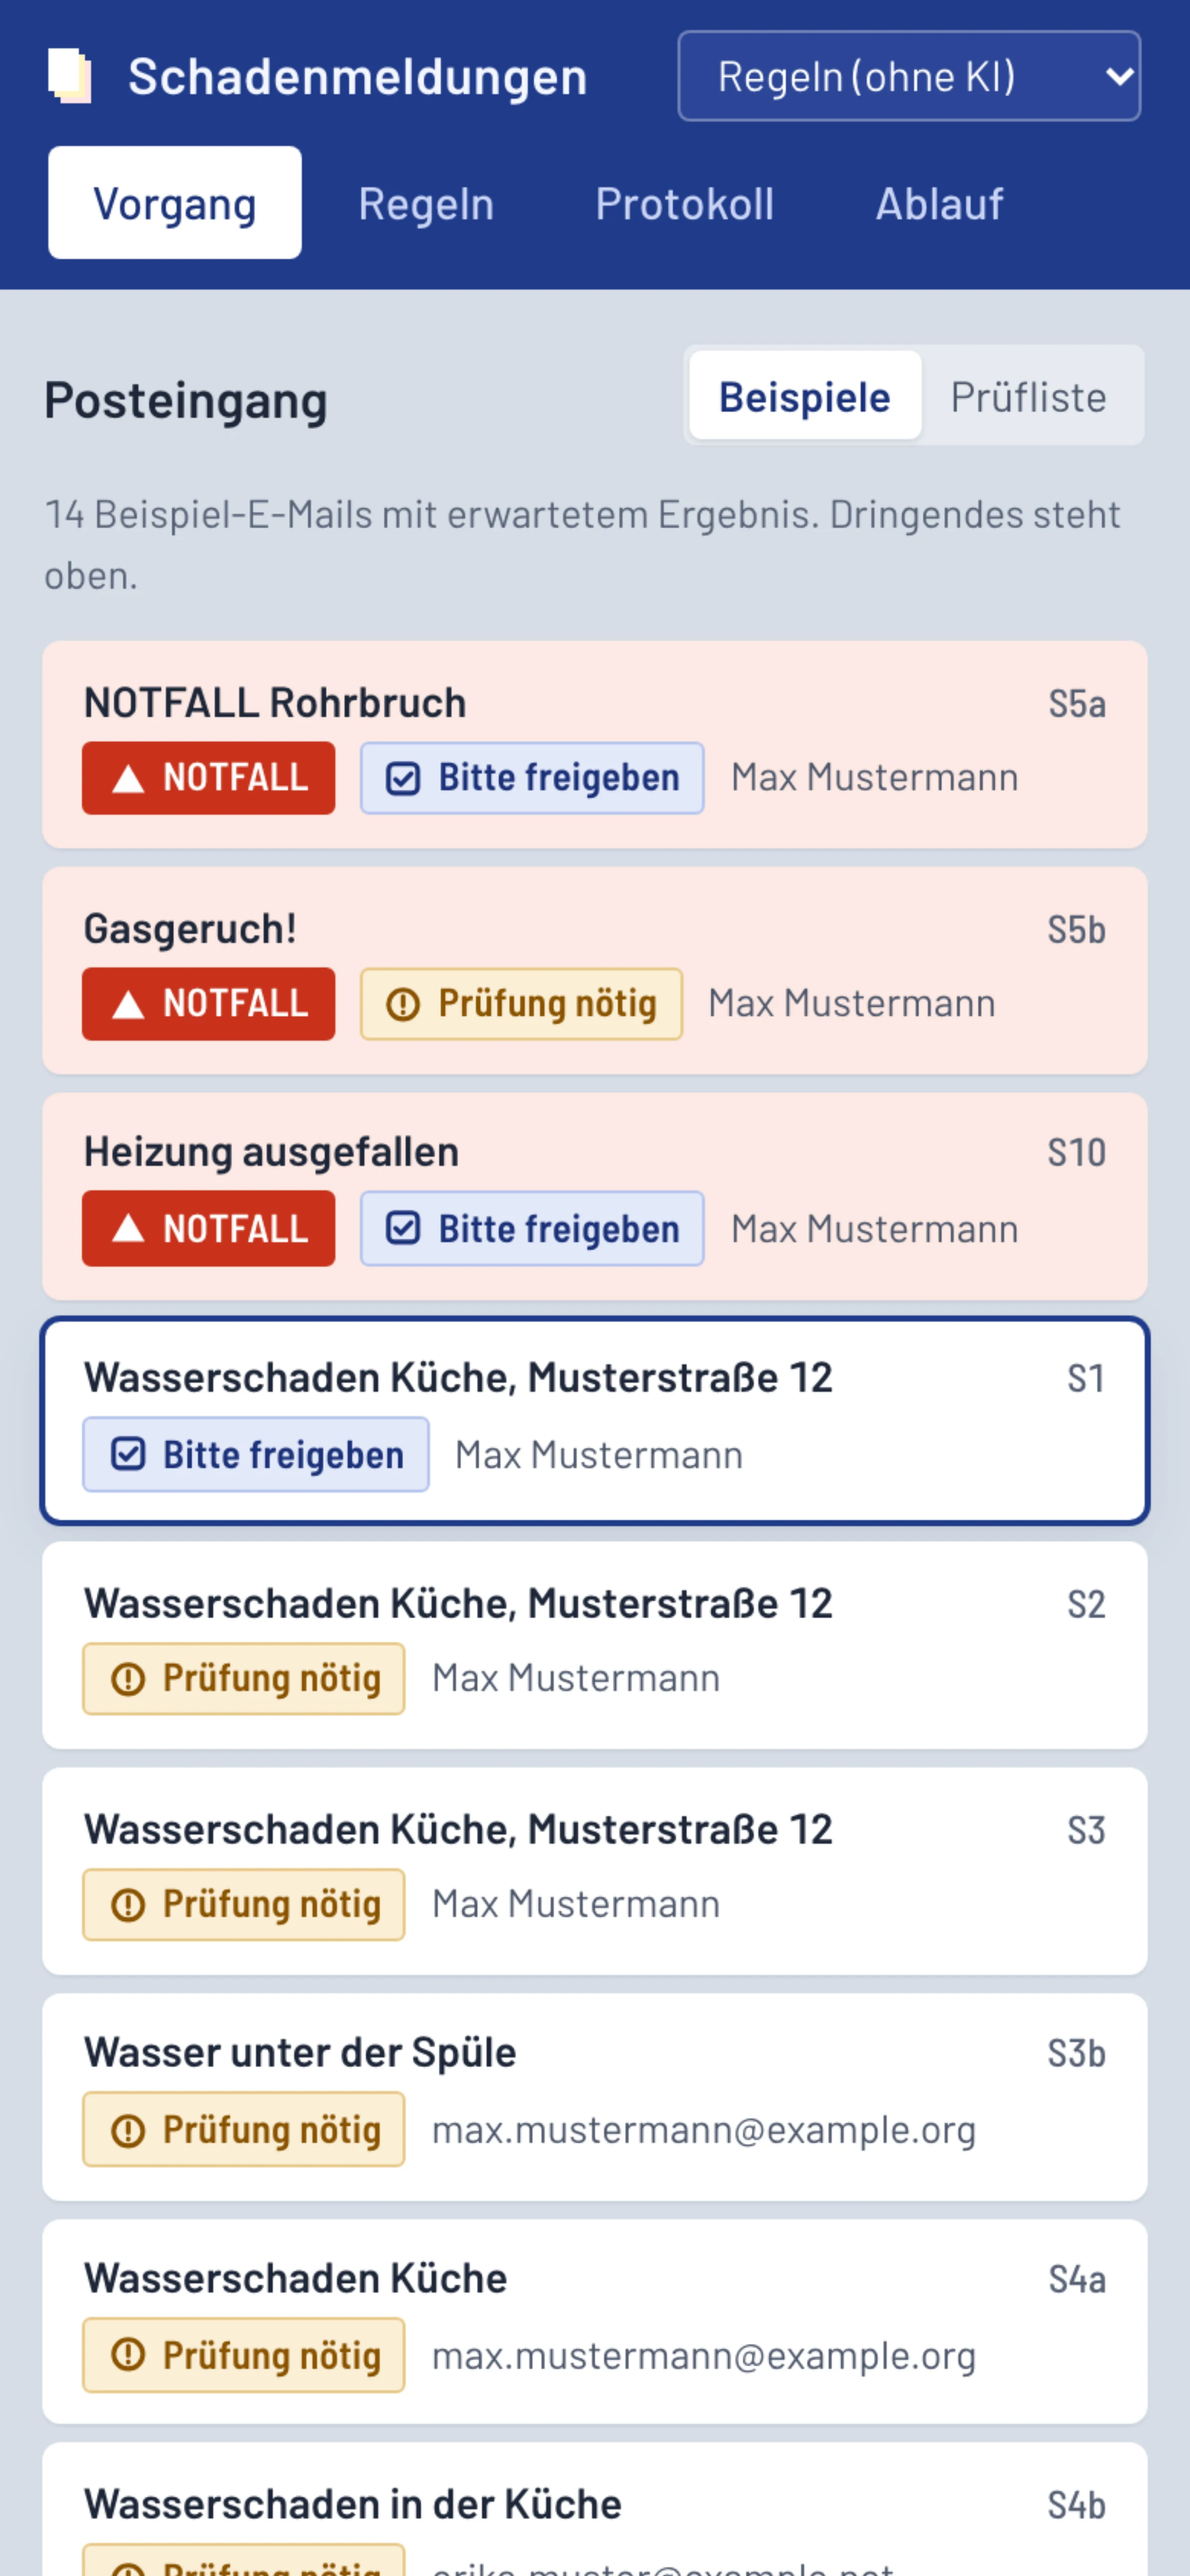 Schadenmeldungen
Regeln (ohne KI)
Vorgang Regeln Protokoll Ablauf
Posteingang
Beispiele Prüfliste
14 Beispiel-E-Mails mit erwartetem Ergebnis. Dringendes steht
oben.
NOTFALL Rohrbruch S5a
NOTFALL Bitte freigeben Max Mustermann
Gasgeruch! S5b
NOTFALL Prüfung nötig Max Mustermann
Heizung ausgefallen S10
NOTFALL Bitte freigeben Max Mustermann
Wasserschaden Küche, Musterstraße 12 S1
Bitte freigeben Max Mustermann
Wasserschaden Küche, Musterstraße 12 S2
Prüfung nötig Max Mustermann
Wasserschaden Küche, Musterstraße 12 S3
Prüfung nötig Max Mustermann
Wasser unter der Spüle S3b
Prüfung nötig max.mustermann@example.org
Wasserschaden Küche S4a
Prüfung nötig max.mustermann@example.org
Wasserschaden in der Küche S4b
Prüfung nötig